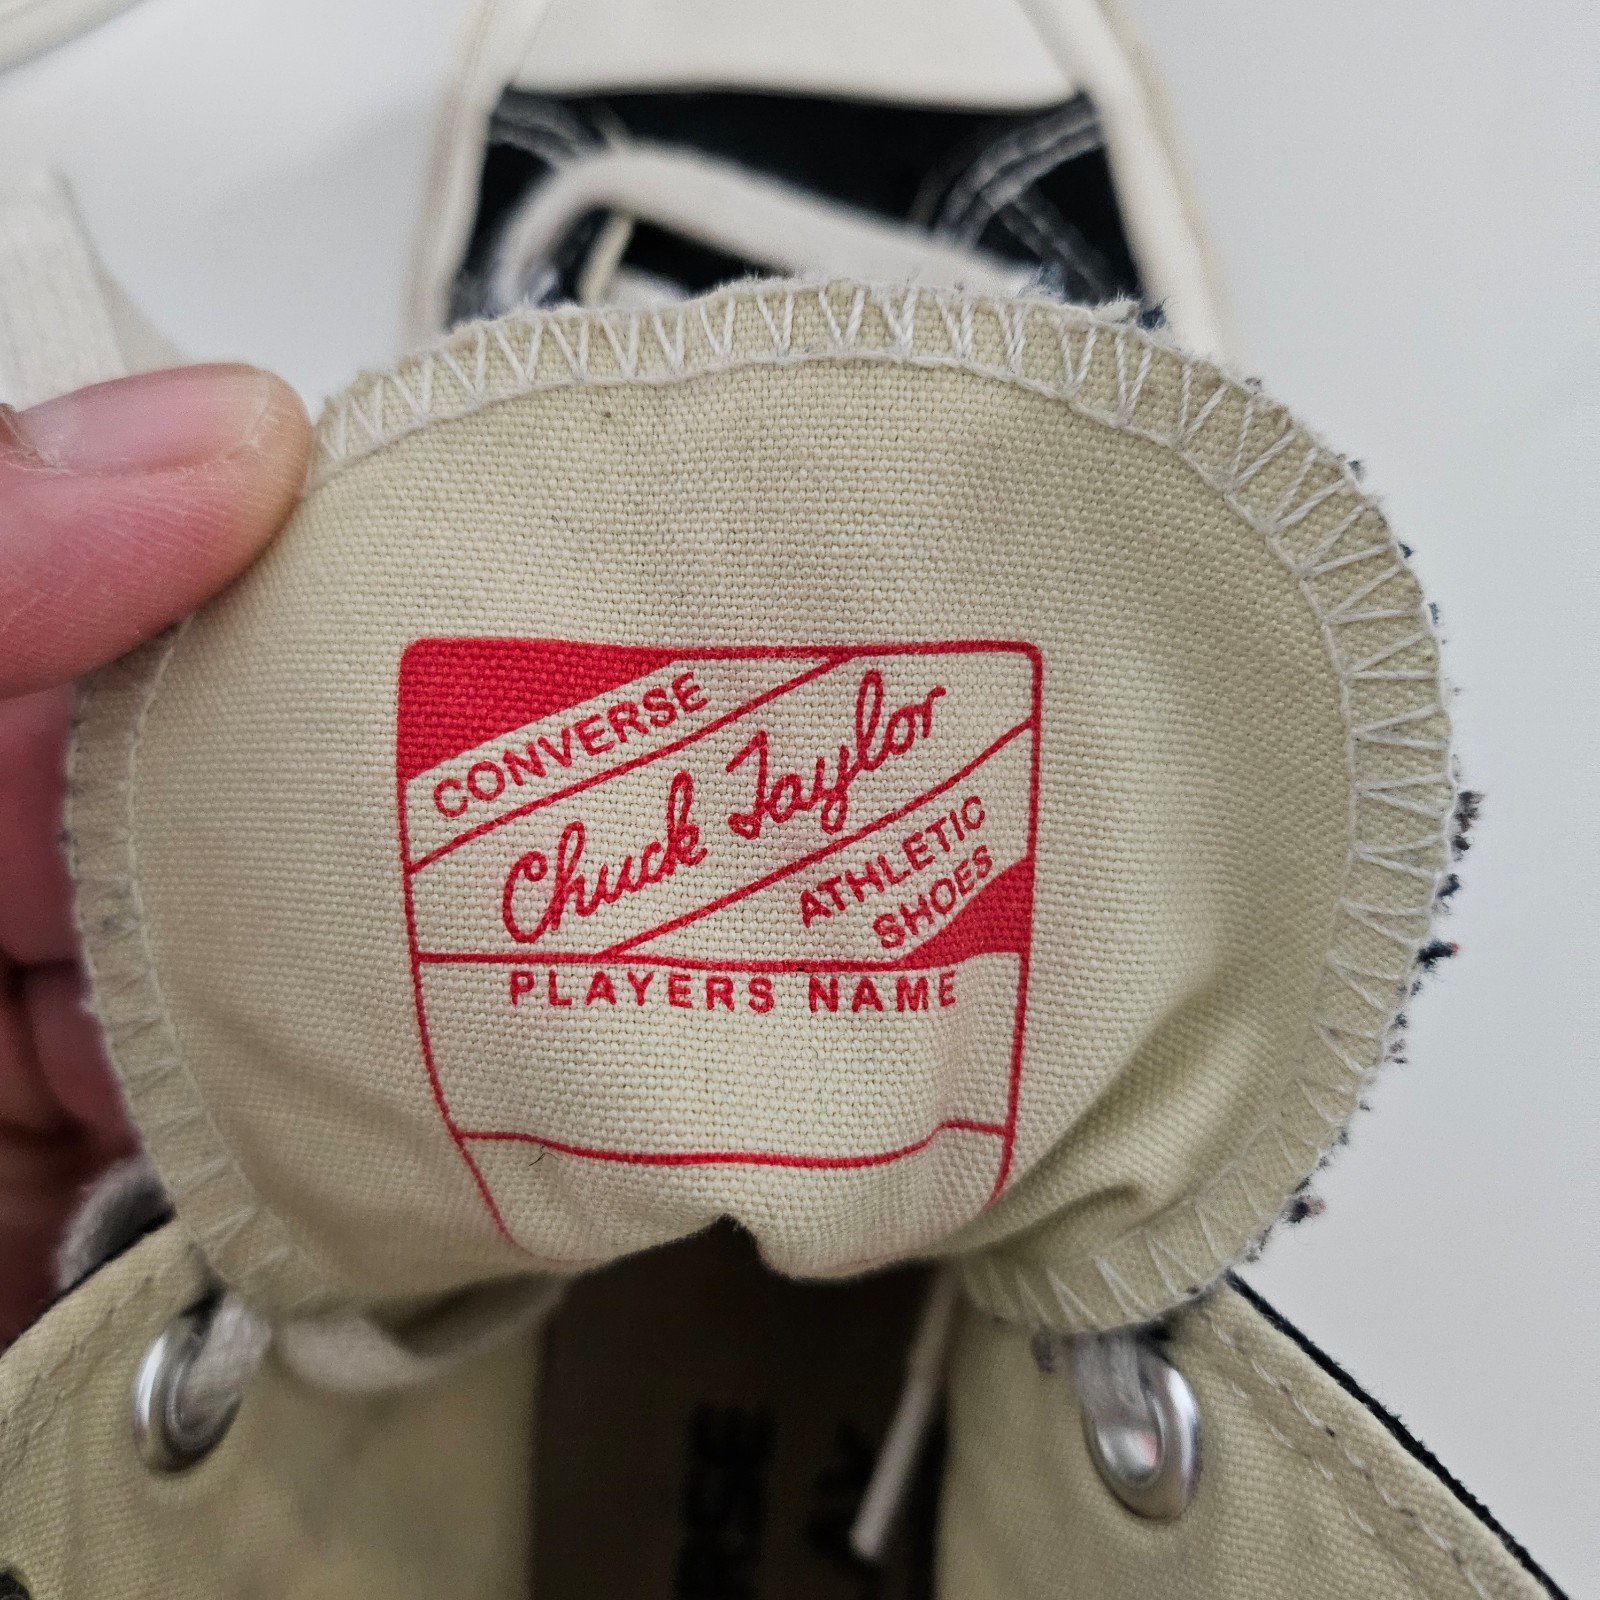 CONVERSE
Chuck Taylor
ATHLETIC
SHOES
PLAYERS NAME